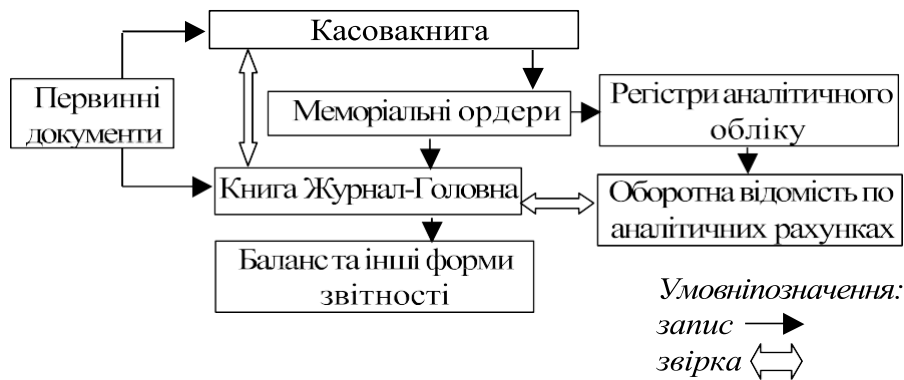 Касовакнига
Первинні
документи
Меморіальні ордери
Регістри аналітичного
обліку
Книга Журнал-Головна
Оборотна відомість по
аналітичних рахунках
Баланс та інші форми
звітності
Умовніпозначення:
запис
звірка